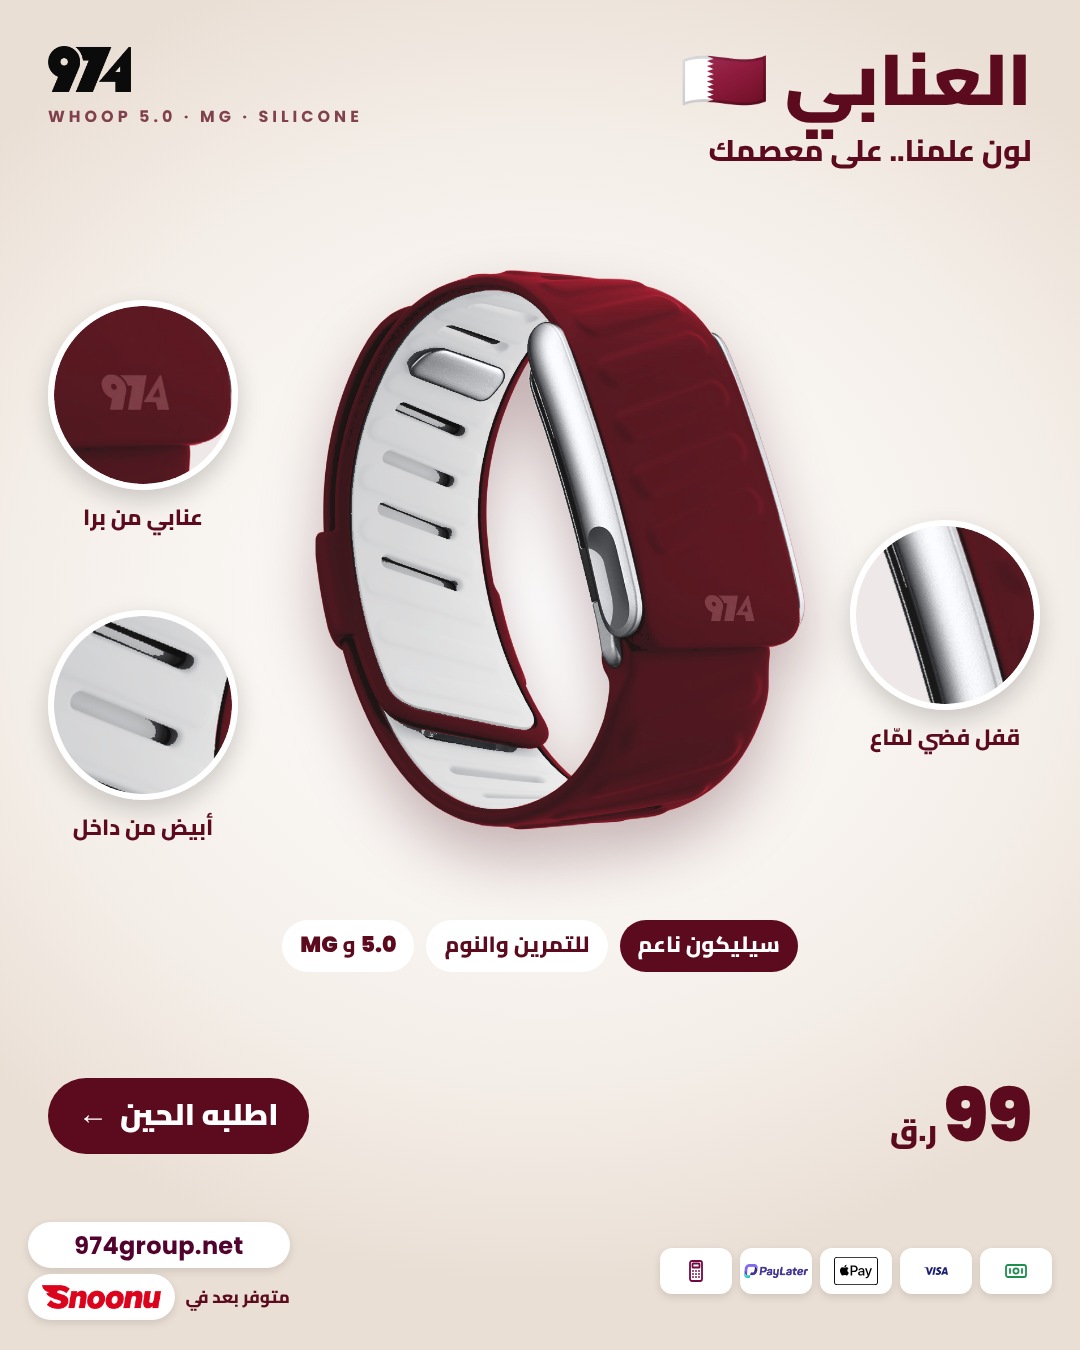 974
WHOOP 5.0 · MG · SILICONE
العنابي
لون علمنا.. على معصمك
974
عنابي من برا
974
قفل فضي لمّاع
أبيض من داخل
سيليكون ناعم
للتمرين والنوم
5.0 و MG
99 ر.ق
اطلبه الحين ←
974group.net
متوفر بعد في Snoonu
PayLater
Pay
VISA